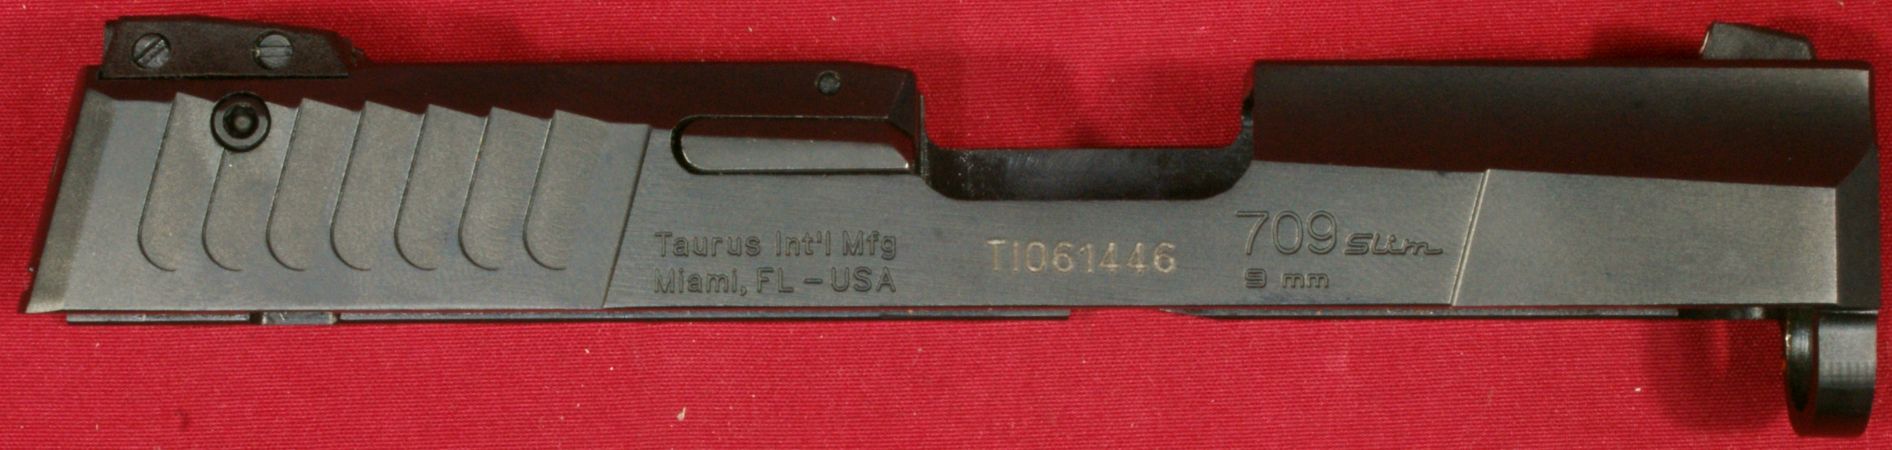 Taurus Int'l Mfg
Miami, FL – USA
TI061446
709 Slim
9 mm